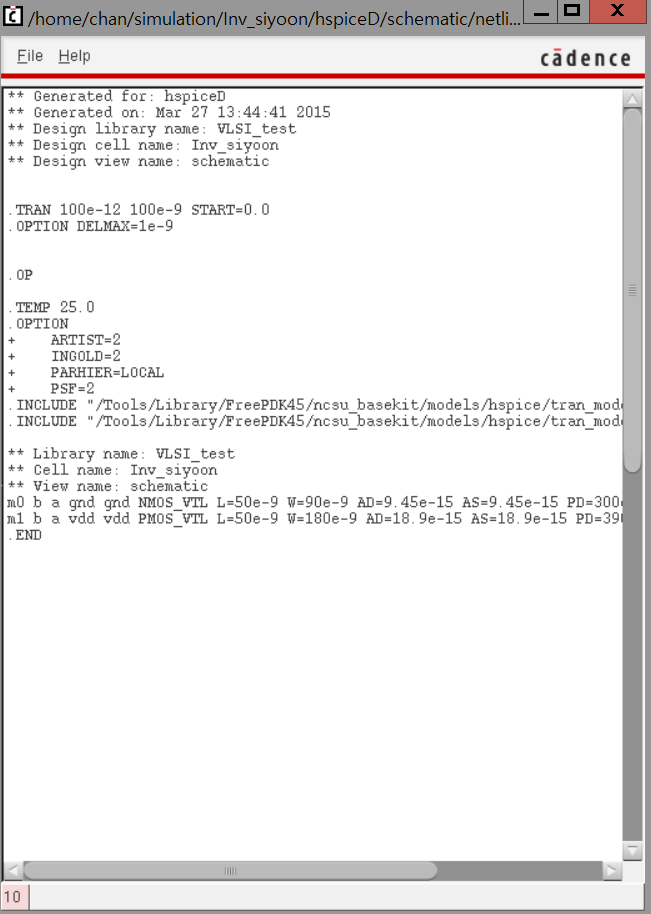 /home/chan/simulation/Inv_siyoon/hspiceD/schematic/netli...
File Help
cādence
** Generated for: hspiceD
** Generated on: Mar 27 13:44:41 2015
** Design library name: VLSI_test
** Design cell name: Inv_siyoon
** Design view name: schematic
.TRAN 100e-12 100e-9 START=0.0
.OPTION DELMAX=1e-9
.OP
.TEMP 25.0
.OPTION
+    ARTIST=2
+    INGOLD=2
+    PARHIER=LOCAL
+    PSF=2
.INCLUDE "/Tools/Library/FreePDK45/ncsu_basekit/models/hspice/tran_mode
.INCLUDE "/Tools/Library/FreePDK45/ncsu_basekit/models/hspice/tran_mode
** Library name: VLSI_test
** Cell name: Inv_siyoon
** View name: schematic
m0 b a gnd gnd NMOS_VTL L=50e-9 W=90e-9 AD=9.45e-15 AS=9.45e-15 PD=300e
m1 b a vdd vdd PMOS_VTL L=50e-9 W=180e-9 AD=18.9e-15 AS=18.9e-15 PD=390
.END
10